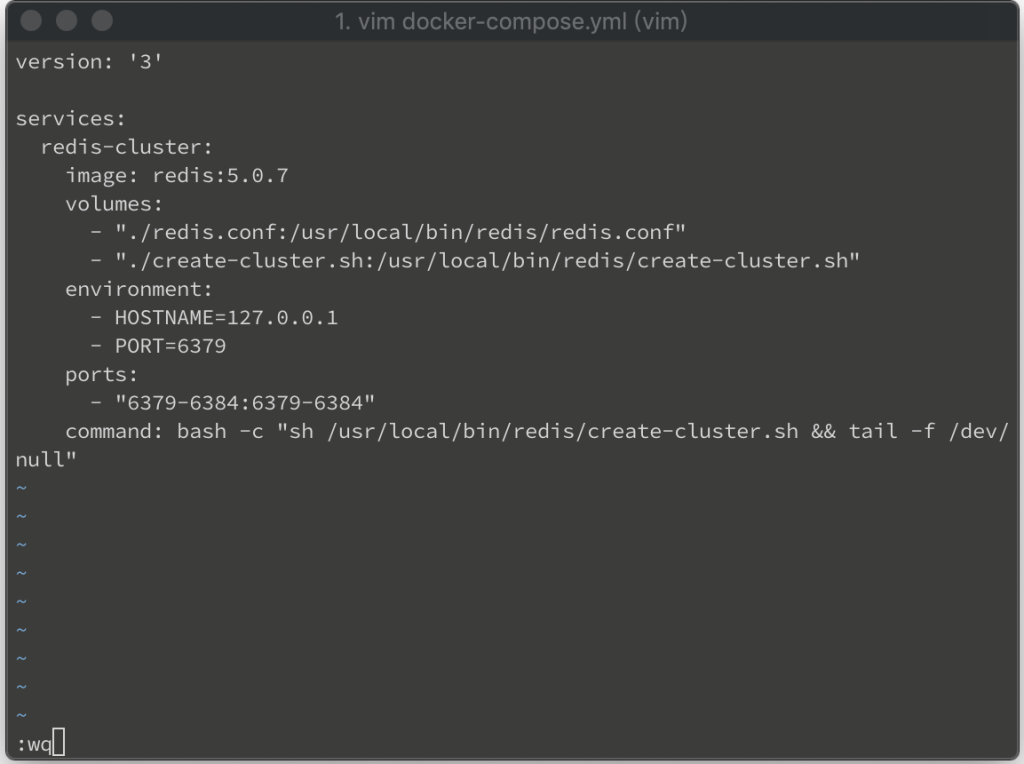 1. vim docker-compose.yml (vim)
version: '3'

services:
  redis-cluster:
    image: redis:5.0.7
    volumes:
      - "./redis.conf:/usr/local/bin/redis/redis.conf"
      - "./create-cluster.sh:/usr/local/bin/redis/create-cluster.sh"
    environment:
      - HOSTNAME=127.0.0.1
      - PORT=6379
    ports:
      - "6379-6384:6379-6384"
    command: bash -c "sh /usr/local/bin/redis/create-cluster.sh && tail -f /dev/
null"
~
~
~
~
~
~
~
~
~
:wq